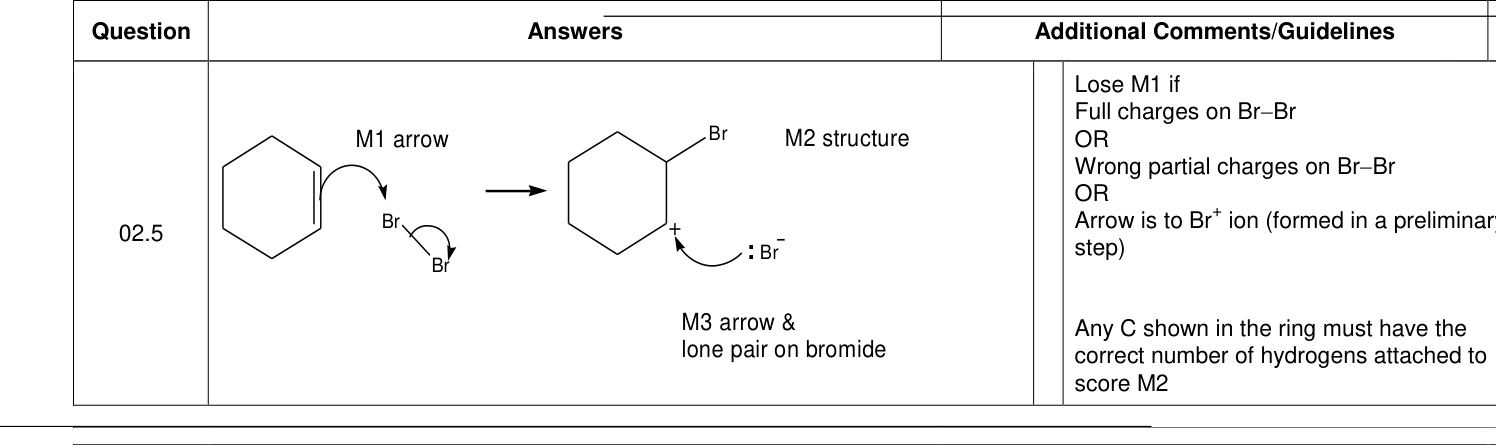 Question
Answers
Additional Comments/Guidelines
02.5
M1 arrow
Br
Br
Br
M2 structure
+
:Br⁻
M3 arrow &
lone pair on bromide
Lose M1 if
Full charges on Br–Br
OR
Wrong partial charges on Br–Br
OR
Arrow is to Br⁺ ion (formed in a preliminary
step)
Any C shown in the ring must have the
correct number of hydrogens attached to
score M2